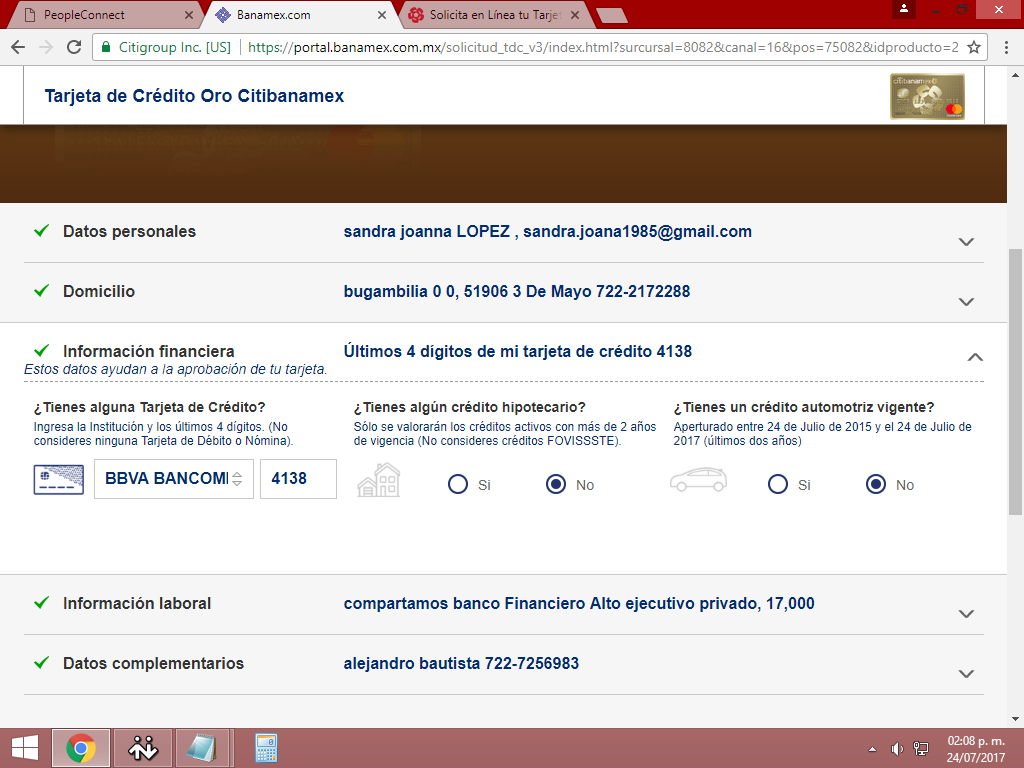 PeopleConnect
Banamex.com
Solicita en Línea tu Tarjet
Citigroup Inc. [US]
https://portal.banamex.com.mx/solicitud_tdc_v3/index.html?surcursal=8082&canal=16&pos=75082&idproducto=2
Tarjeta de Crédito Oro Citibanamex
citibanamex
Datos personales
sandra joanna LOPEZ , sandra.joana1985@gmail.com
Domicilio
bugambilia 0 0, 51906 3 De Mayo 722-2172288
Información financiera
Últimos 4 dígitos de mi tarjeta de crédito 4138
Estos datos ayudan a la aprobación de tu tarjeta.
¿Tienes alguna Tarjeta de Crédito?
Ingresa la Institución y los últimos 4 dígitos. (No
consideres ninguna Tarjeta de Débito o Nómina).
BBVA BANCOM
4138
¿Tienes algún crédito hipotecario?
Sólo se valorarán los créditos activos con más de 2 años
de vigencia (No consideres créditos FOVISSSTE).
Si
No
¿Tienes un crédito automotriz vigente?
Aperturado entre 24 de Julio de 2015 y el 24 de Julio de
2017 (últimos dos años)
Si
No
Información laboral
compartamos banco Financiero Alto ejecutivo privado, 17,000
Datos complementarios
alejandro bautista 722-7256983
02:08 p. m.
24/07/2017